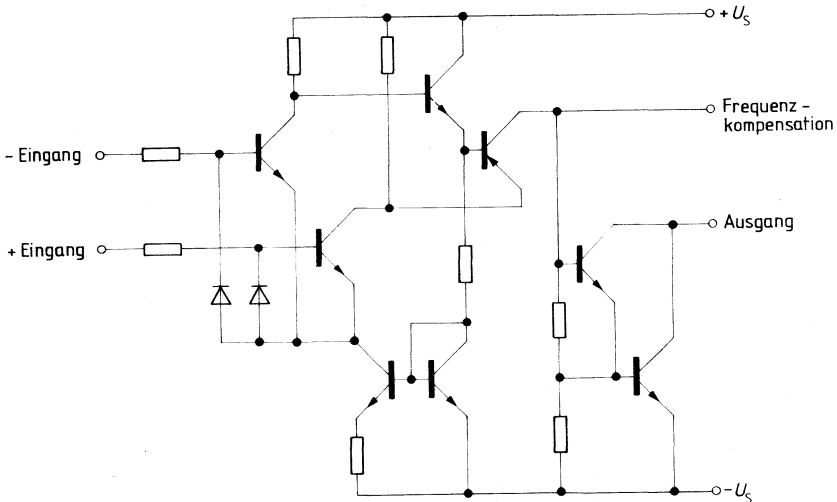 + U_S
Frequenz-
kompensation
- Eingang
Ausgang
+ Eingang
- U_S